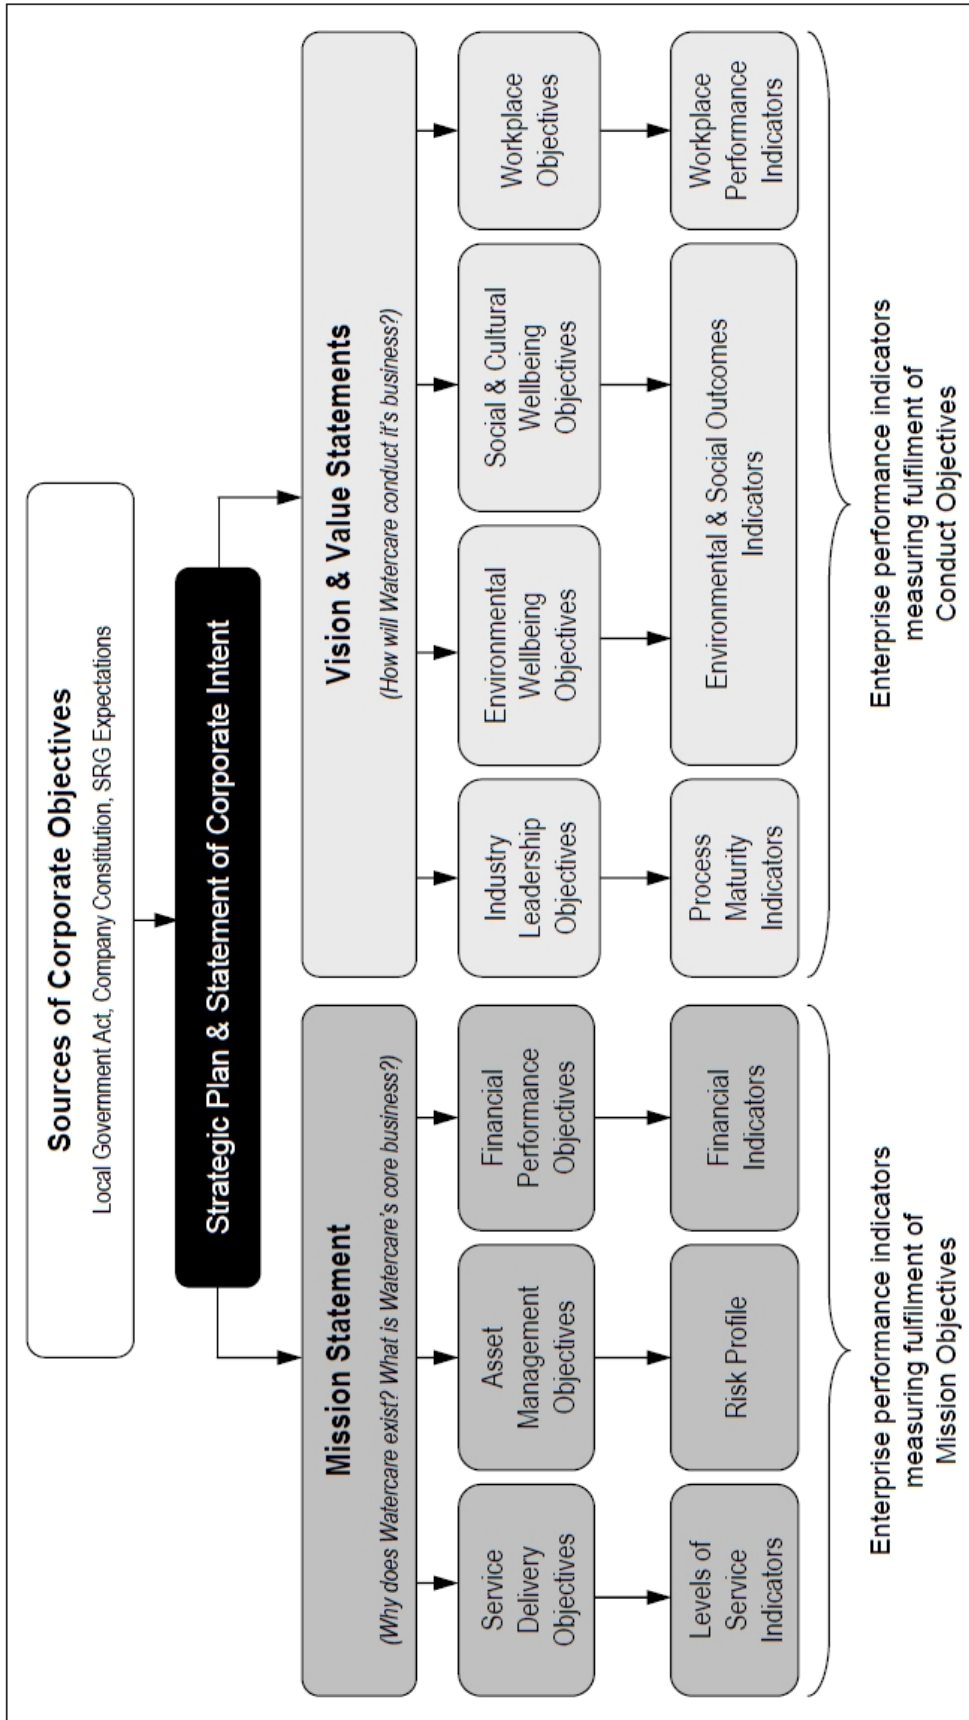 Sources of Corporate Objectives
Local Government Act, Company Constitution, SRG Expectations
Strategic Plan & Statement of Corporate Intent
Mission Statement
(Why does Watercare exist? What is Watercare's core business?)
Vision & Value Statements
(How will Watercare conduct it's business?)
Service
Delivery
Objectives
Asset
Management
Objectives
Financial
Performance
Objectives
Industry
Leadership
Objectives
Environmental
Wellbeing
Objectives
Social & Cultural
Wellbeing
Objectives
Workplace
Objectives
Levels of
Service
Indicators
Risk Profile
Financial
Indicators
Process
Maturity
Indicators
Environmental & Social Outcomes
Indicators
Workplace
Performance
Indicators
Enterprise performance indicators
measuring fulfilment of
Mission Objectives
Enterprise performance indicators
measuring fulfilment of
Conduct Objectives